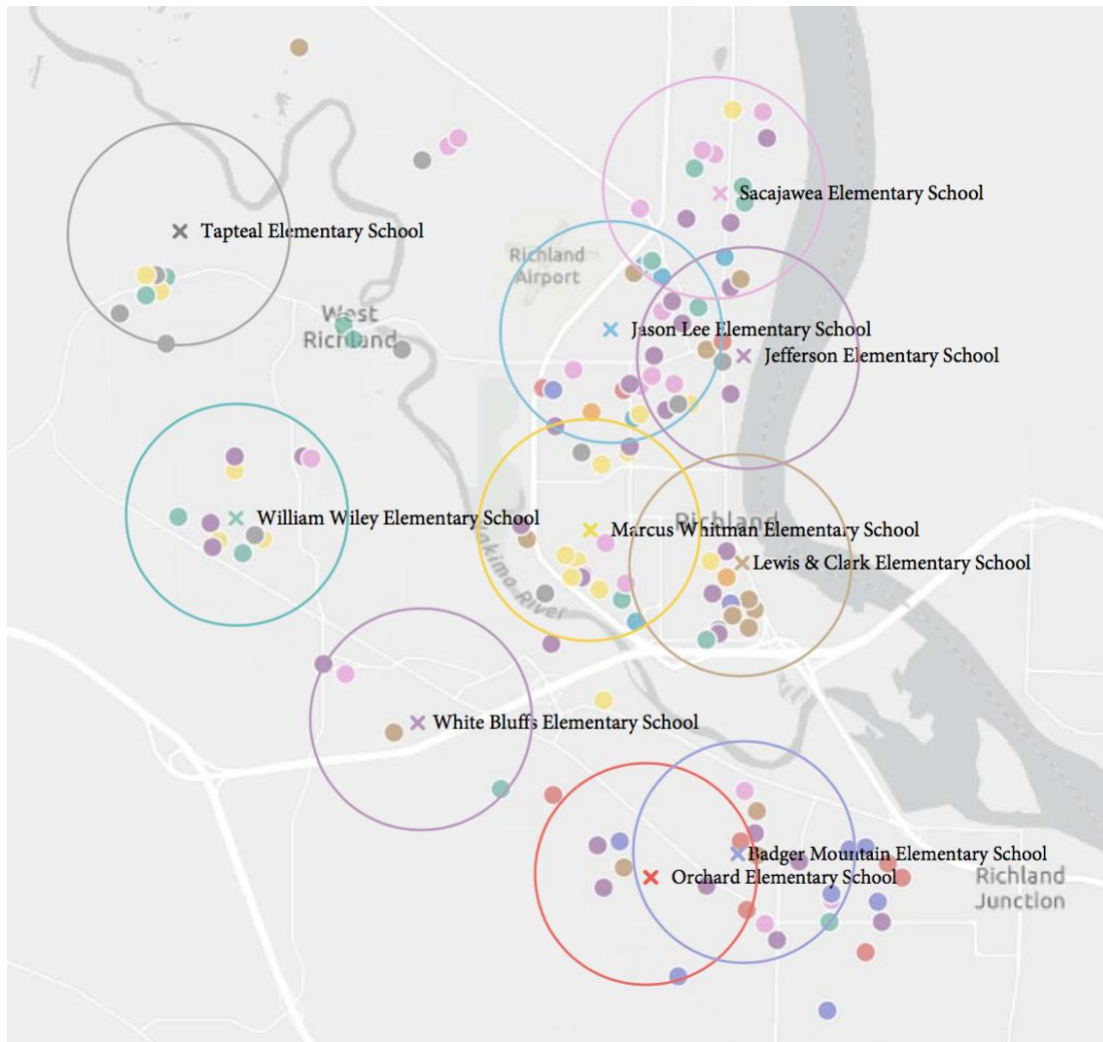 Sacajawea Elementary School
Tapteal Elementary School
Richland
Airport
West
Richland
Jason Lee Elementary School
Jefferson Elementary School
William Wiley Elementary School
Richland
Marcus Whitman Elementary School
Yakima River
Lewis & Clark Elementary School
White Bluffs Elementary School
Badger Mountain Elementary School
Orchard Elementary School
Richland
Junction